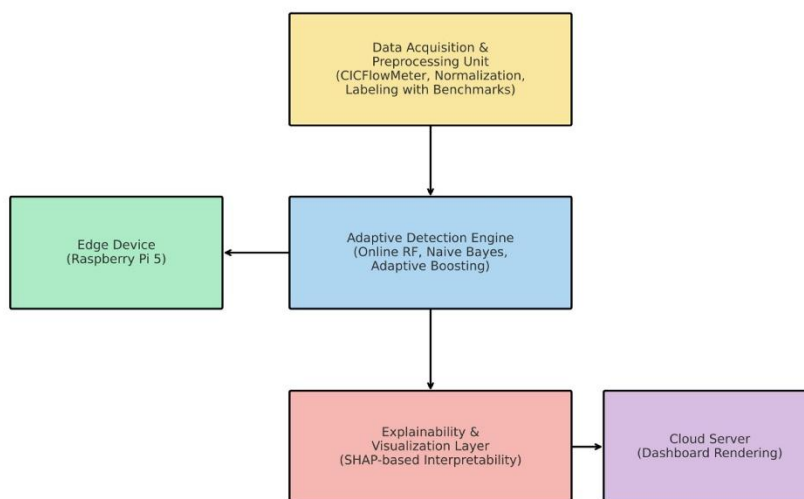 Data Acquisition &
Preprocessing Unit
(CICFlowMeter, Normalization,
Labeling with Benchmarks)
Edge Device
(Raspberry Pi 5)
Adaptive Detection Engine
(Online RF, Naive Bayes,
Adaptive Boosting)
Explainability &
Visualization Layer
(SHAP-based Interpretability)
Cloud Server
(Dashboard Rendering)